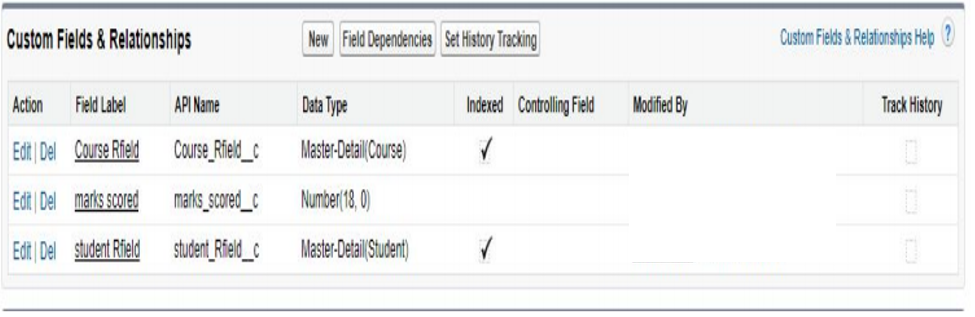 Custom Fields & Relationships New Field Dependencies Set History Tracking Custom Fields & Relationships Help ?
Action Field Label API Name Data Type Indexed Controlling Field Modified By Track History
Edit | Del Course Rfield Course_Rfield__c Master-Detail(Course) ✓
Edit | Del marks scored marks_scored__c Number(18, 0)
Edit | Del student Rfield student_Rfield__c Master-Detail(Student) ✓